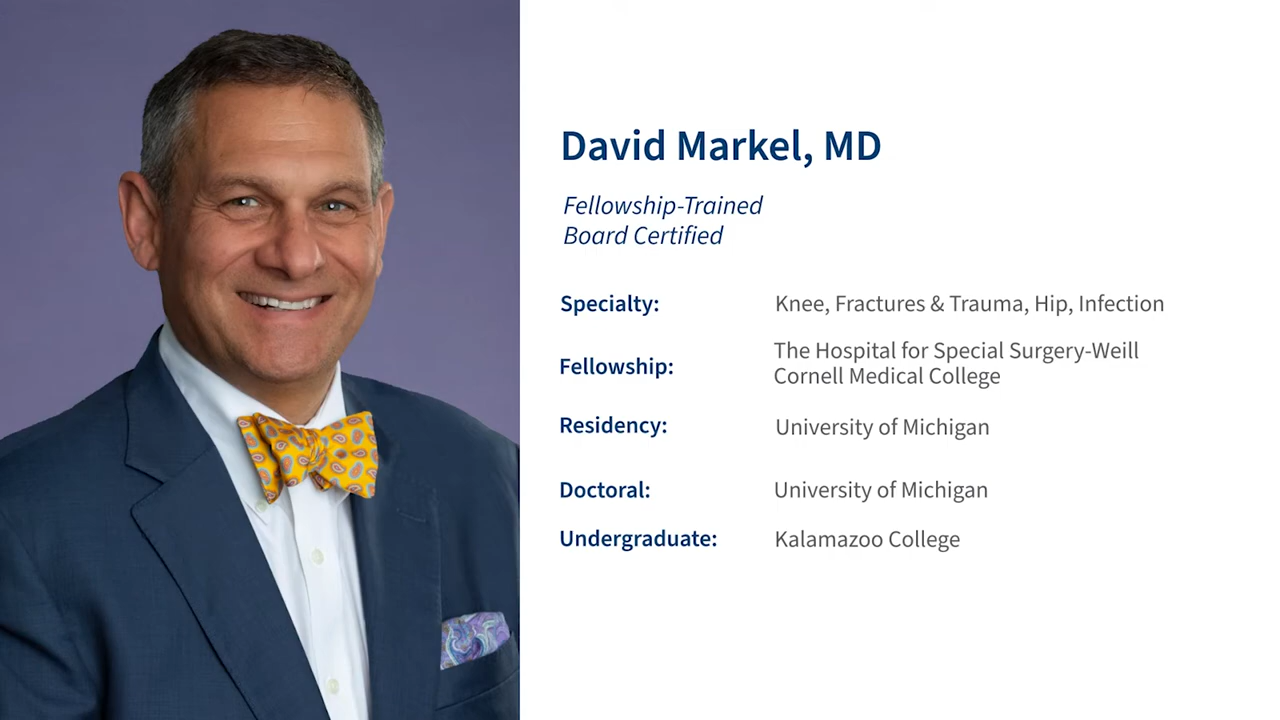 David Markel, MD
Fellowship-Trained
Board Certified
Specialty: Knee, Fractures & Trauma, Hip, Infection
Fellowship: The Hospital for Special Surgery-Weill
Cornell Medical College
Residency: University of Michigan
Doctoral: University of Michigan
Undergraduate: Kalamazoo College